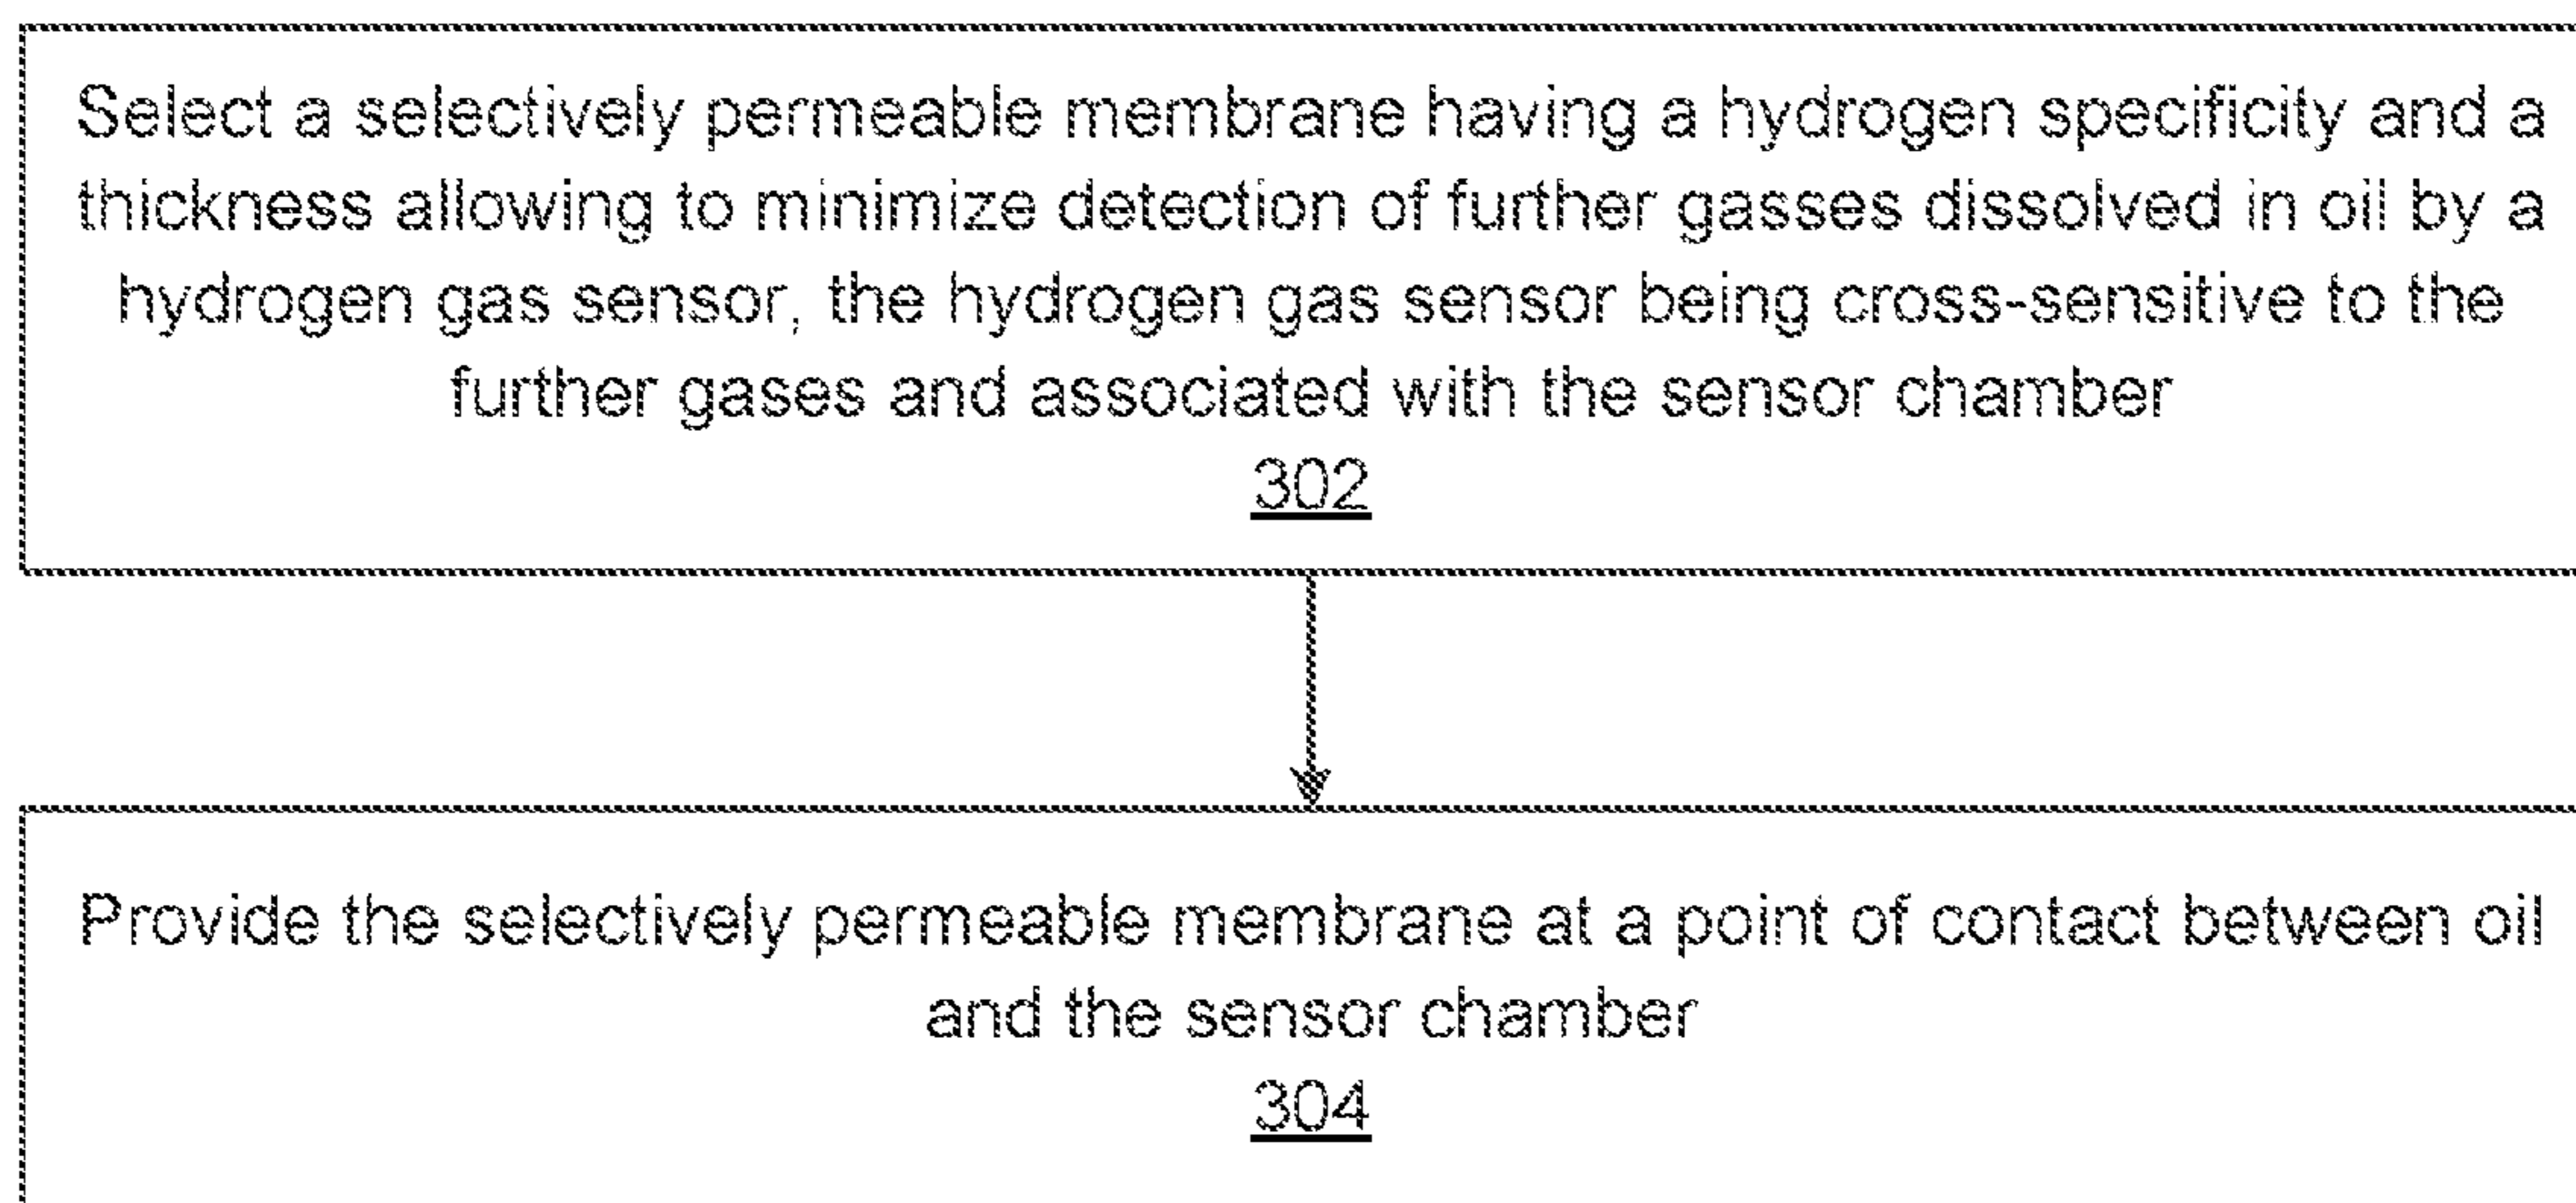 Select a selectively permeable membrane having a hydrogen specificity and a
thickness allowing to minimize detection of further gasses dissolved in oil by a
hydrogen gas sensor, the hydrogen gas sensor being cross-sensitive to the
further gases and associated with the sensor chamber
302
Provide the selectively permeable membrane at a point of contact between oil
and the sensor chamber
304